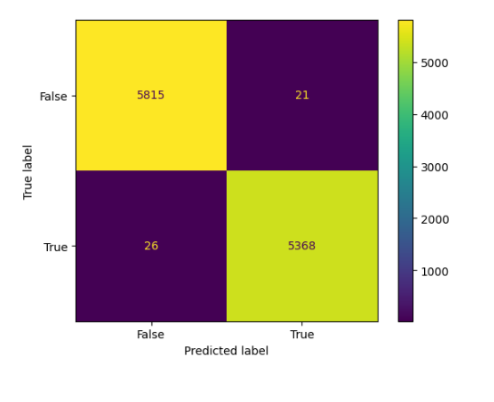 5815
21
26
5368
False
True
True label
False
True
Predicted label
5000
4000
3000
2000
1000